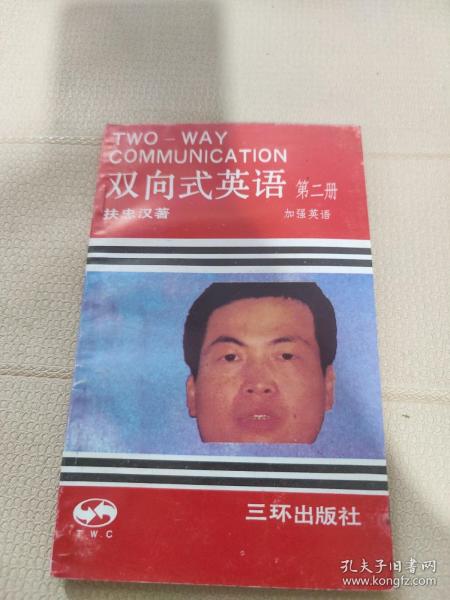 TWO-WAY
COMMUNICATION
双向式英语 第二册
扶忠汉著 加强英语
T.W.C
三环出版社
孔夫子旧书网
www.kongfz.com